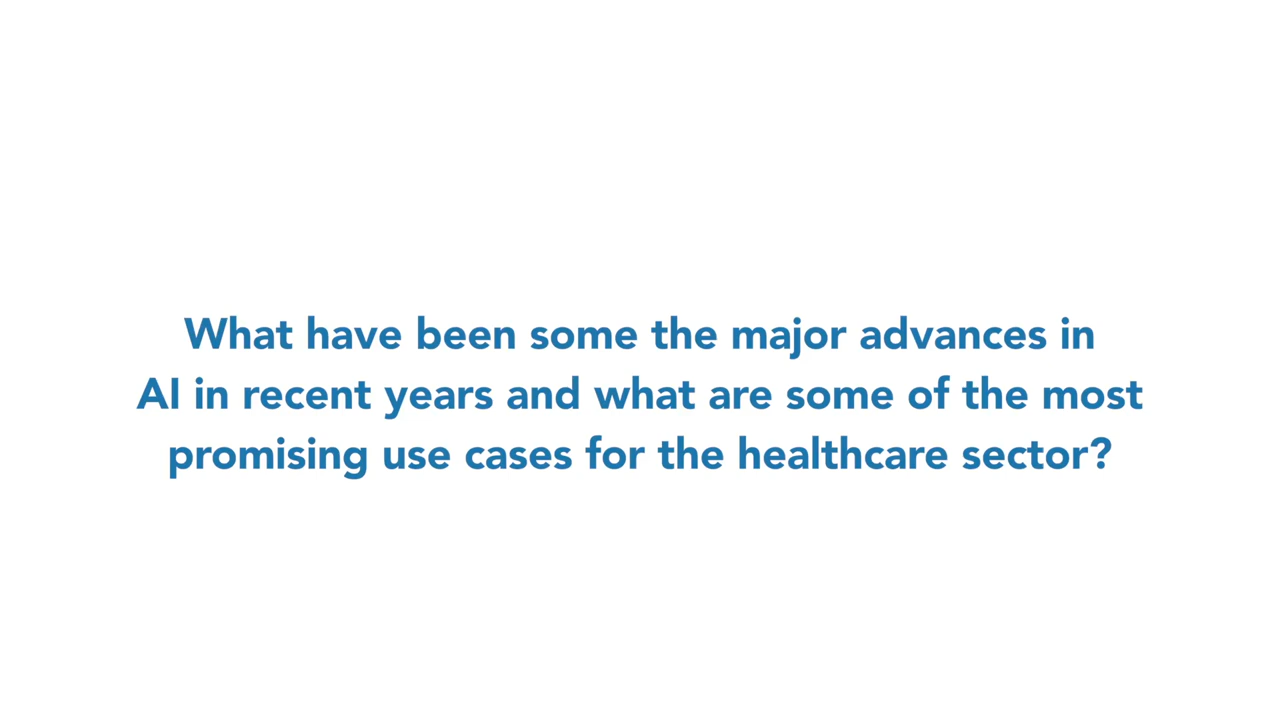 What have been some the major advances in
AI in recent years and what are some of the most
promising use cases for the healthcare sector?